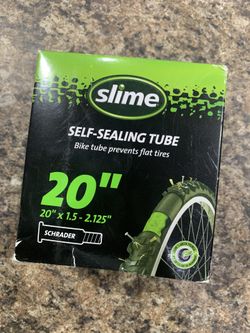 slime
SELF-SEALING TUBE
Bike tube prevents flat tires
20"
20" x 1.5 - 2.125"
SCHRADER